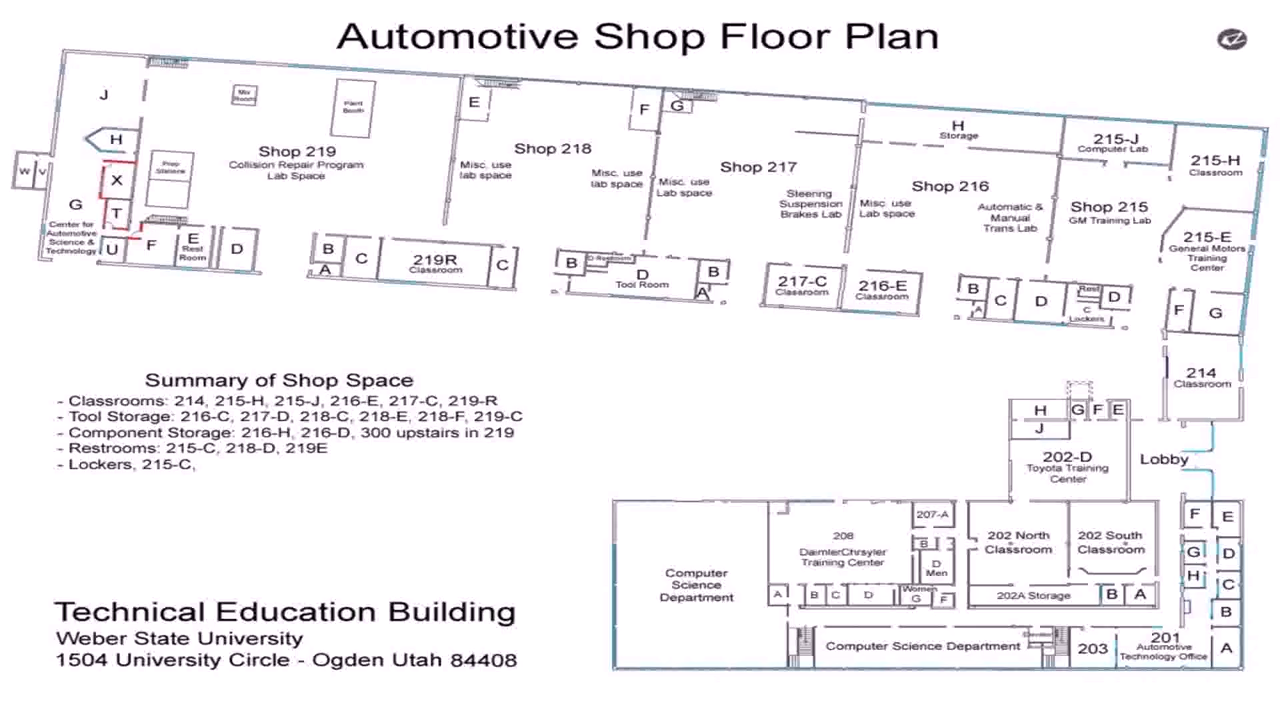 Automotive Shop Floor Plan
J
H
X
T
W
V
G
Center for
Automotive
Science &
Technology
U
F
E
Rest
Room
D
Mix
Room
Paint
Booth
Prep
Stations
Shop 219
Collision Repair Program
Lab Space
B
A
C
219R
Classroom
C
E
Shop 218
Misc. use
lab space
Misc. use
lab space
F
B
D-Restroom
D
Tool Room
B
A
G
Shop 217
Misc. use
Lab space
Steering
Suspension
Brakes Lab
217-C
Classroom
216-E
Classroom
H
Storage
Shop 216
Misc. use
Lab space
Automatic &
Manual
Trans Lab
B
A
C
D
Rest
D
C
Lockers
215-J
Computer Lab
215-H
Classroom
Shop 215
GM Training Lab
215-E
General Motors
Training
Center
F
G
214
Classroom
Summary of Shop Space
- Classrooms: 214, 215-H, 215-J, 216-E, 217-C, 219-R
- Tool Storage: 216-C, 217-D, 218-C, 218-E, 218-F, 219-C
- Component Storage: 216-H, 216-D, 300 upstairs in 219
- Restrooms: 215-C, 218-D, 219E
- Lockers, 215-C,
H
G
F
E
J
202-D
Toyota Training
Center
Lobby
Computer
Science
Department
208
DaimlerChrsyler
Training Center
207-A
B
D
Men
A
B
C
D
Women
G
F
202 North
Classroom
202 South
Classroom
202A Storage
B
A
F
E
G
D
H
C
B
Computer Science Department
Elevator
203
201
Automotive
Technology Office
A
Technical Education Building
Weber State University
1504 University Circle - Ogden Utah 84408